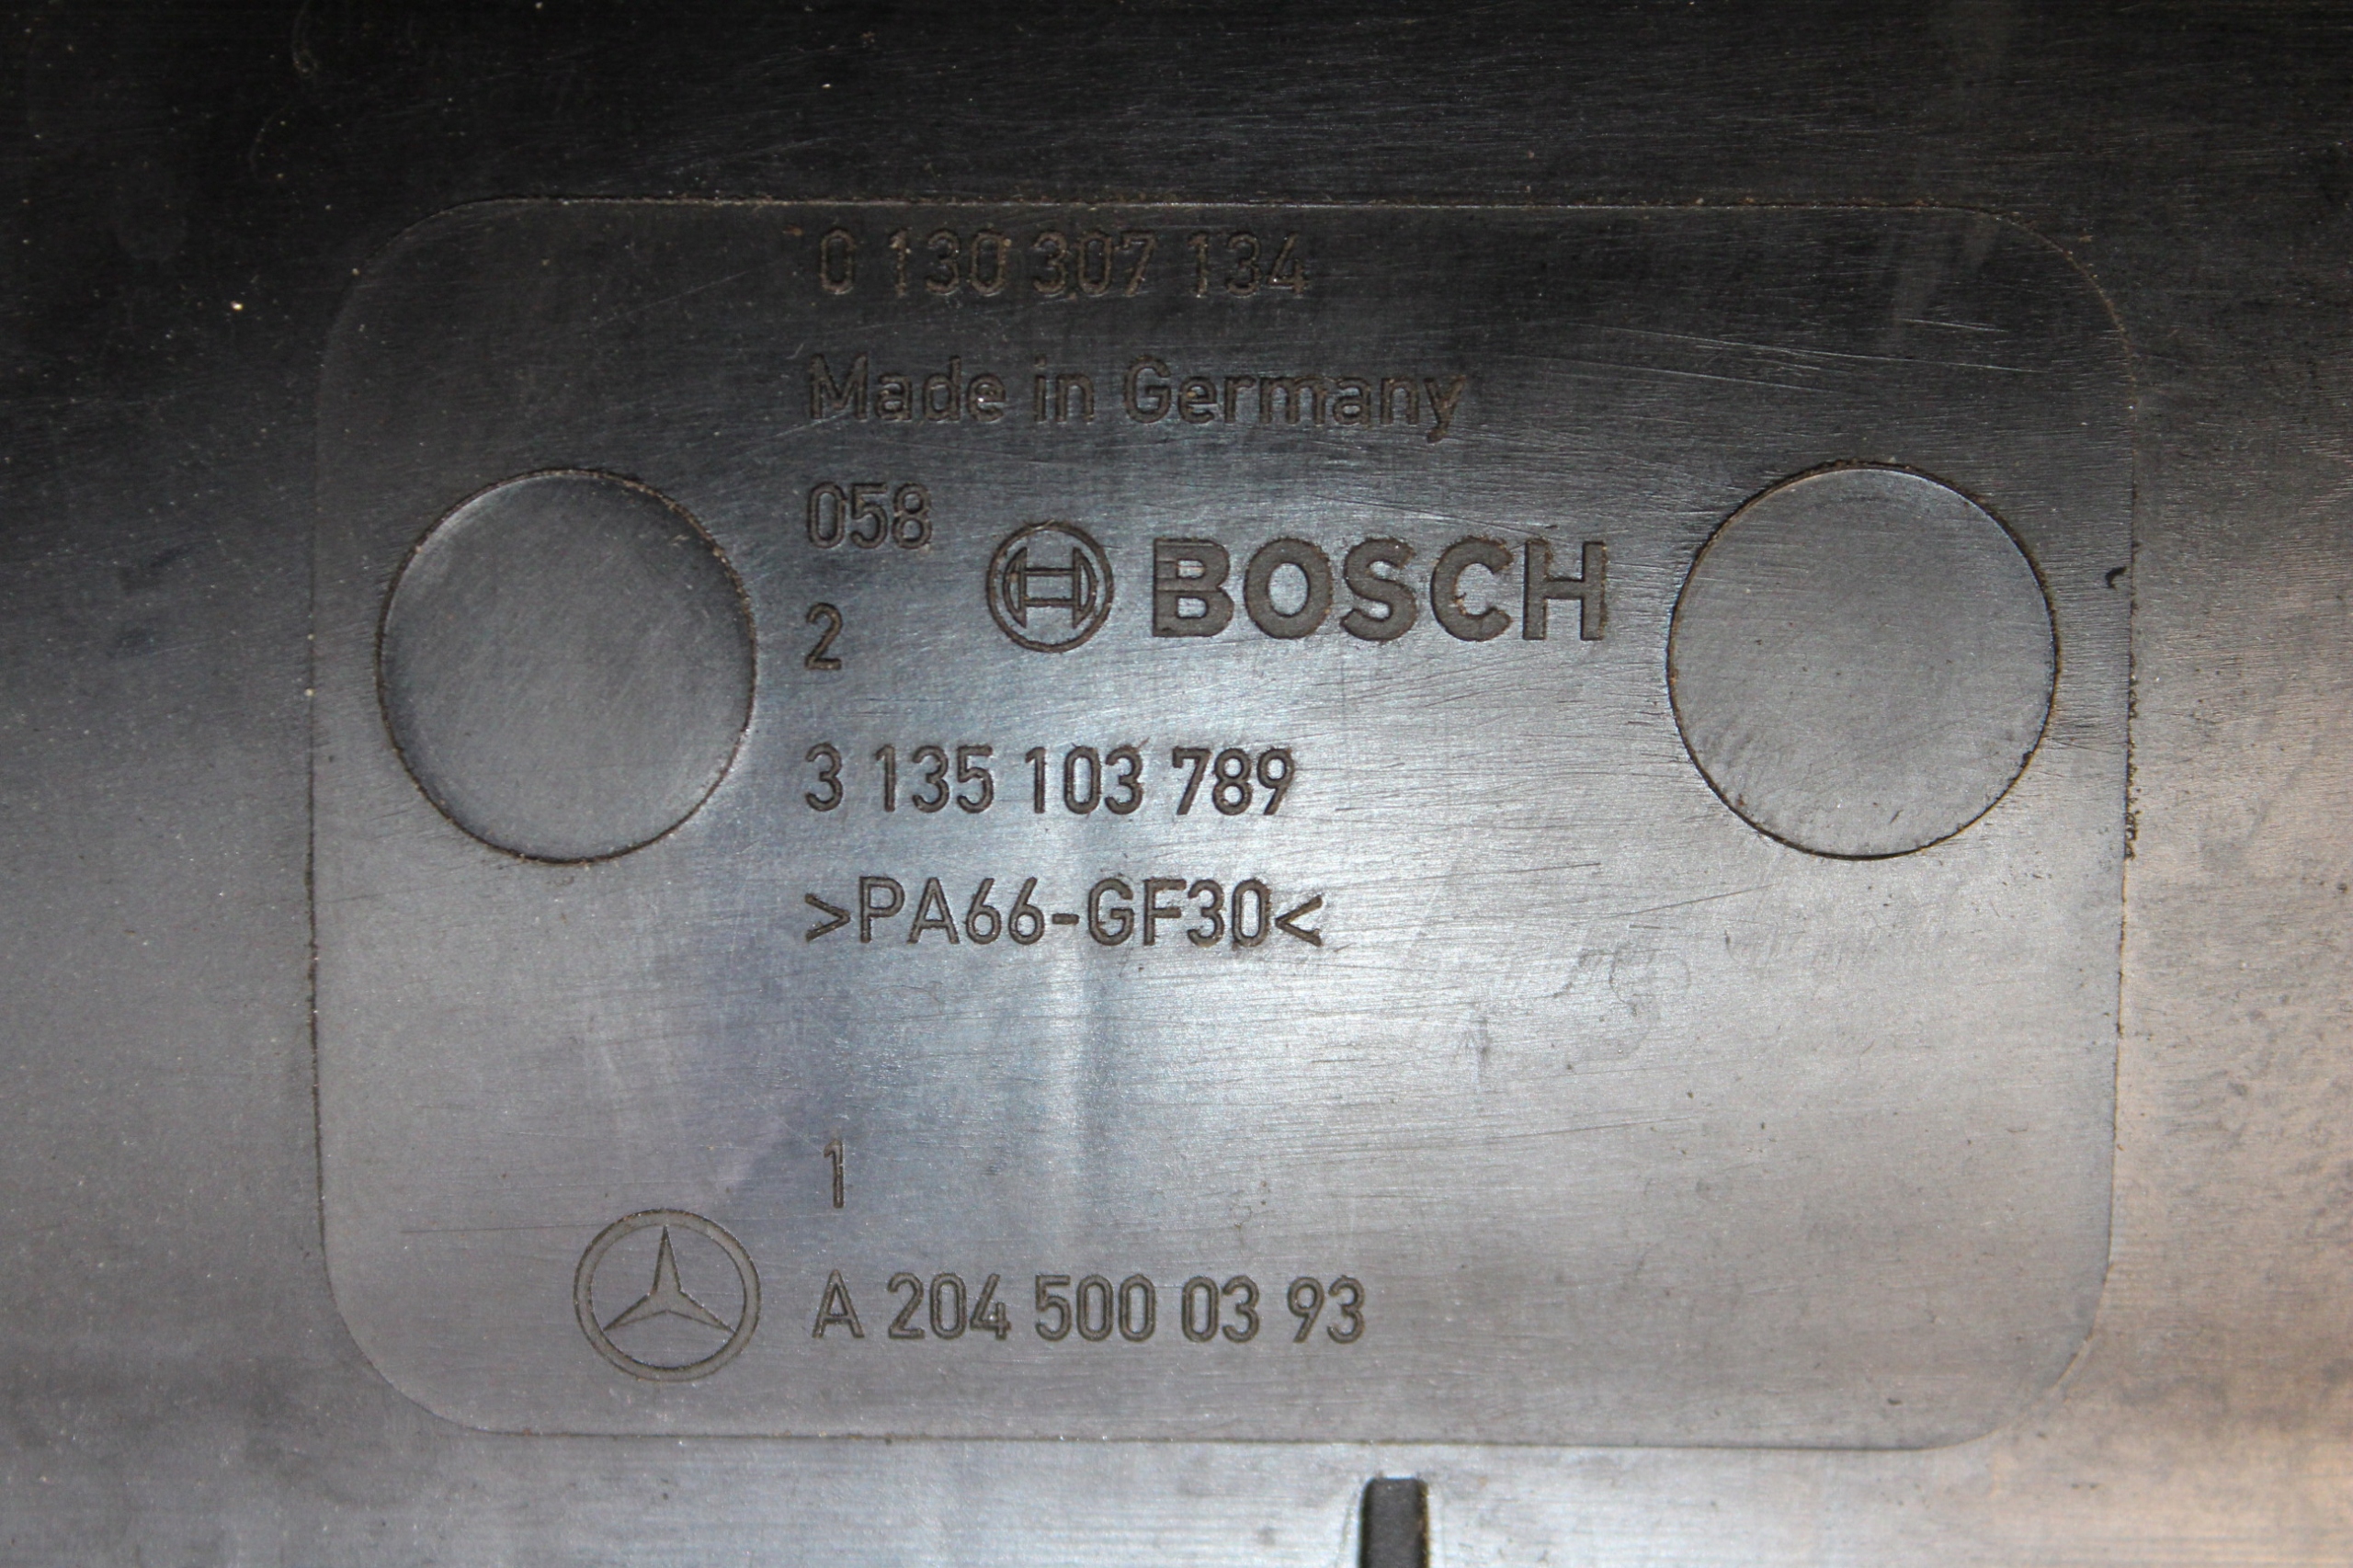 0 130 307 134
Made in Germany
058
BOSCH
2
3 135 103 789
>PA66-GF30<
1
A 204 500 03 93